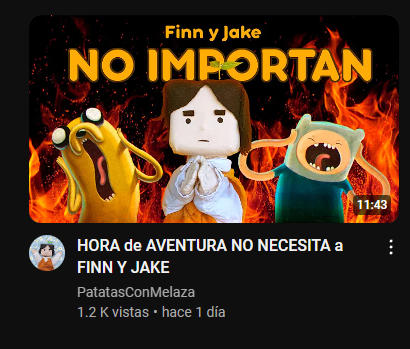 Finn y Jake
NO IMPORTAN
11:43
HORA de AVENTURA NO NECESITA a
FINN Y JAKE
PatatasConMelaza
1.2 K vistas • hace 1 día